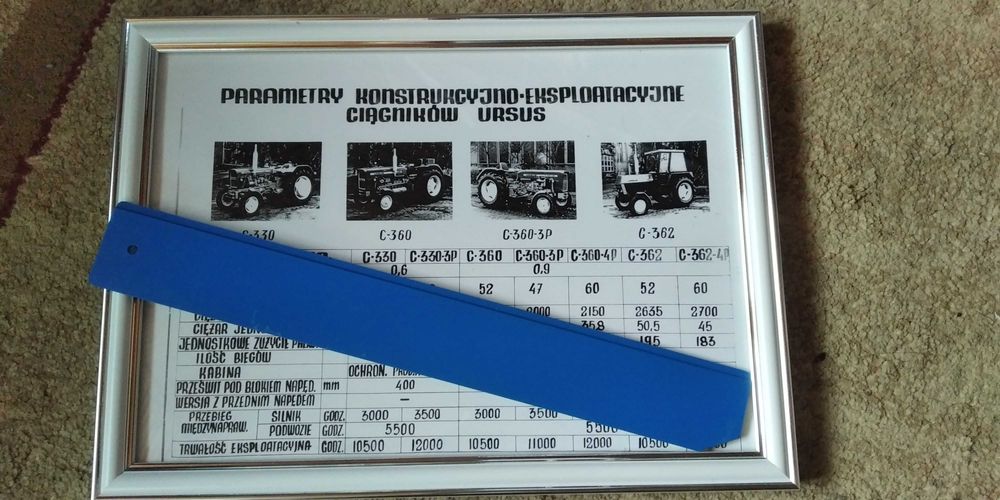 PARAMETRY KONSTRUKCYJNO-EKSPLOATACYJNE
CIĄGNIKÓW URSUS
C-330 C-360 C-360-3P C-362
C-330 C-330-3P C-360 C-360-3P C-360-4P C-362 C-362-4P
0,6 0,9
52 47 60 52 60
2150 2635 2700
CIĘŻAR 35,8 50,5 45
JEDNOSTKOWE ZUŻYCIE 195 183
ILOŚĆ BIEGÓW
KABINA OCHRON.
PRZEŚWIT POD BLOKIEM NAPĘD. mm 400
WERSJA Z PRZEDNIM NAPĘDEM –
PRZEBIEG MIĘDZYNAPRAW. SILNIK GODZ. 3000 3500 3000 3500
PODWOZIE GODZ. 5500 5500
TRWAŁOŚĆ EKSPLOATACYJNA GODZ. 10500 12000 10500 11000 12000 10500